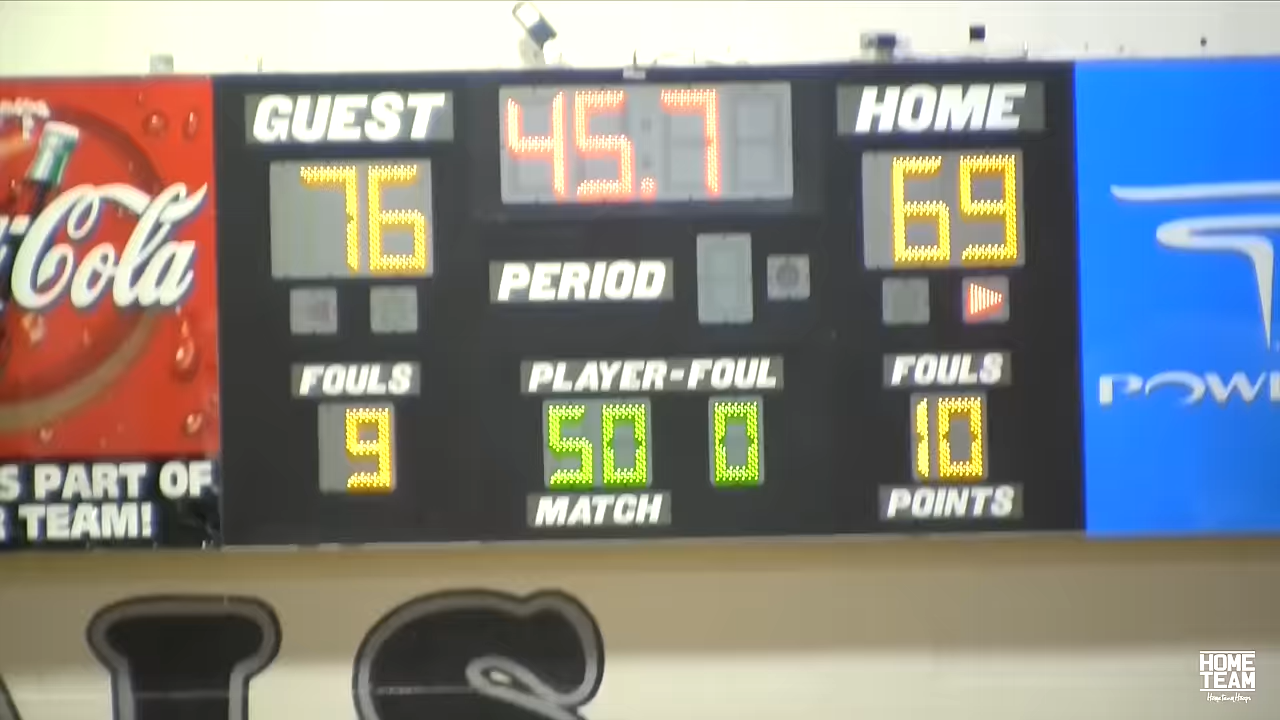 GUEST
45.7
HOME
76
69
PERIOD
FOULS
PLAYER-FOUL
FOULS
9
50
0
10
MATCH
POINTS
Cola
S PART OF
TEAM!
POW
IS
HOME
TEAM